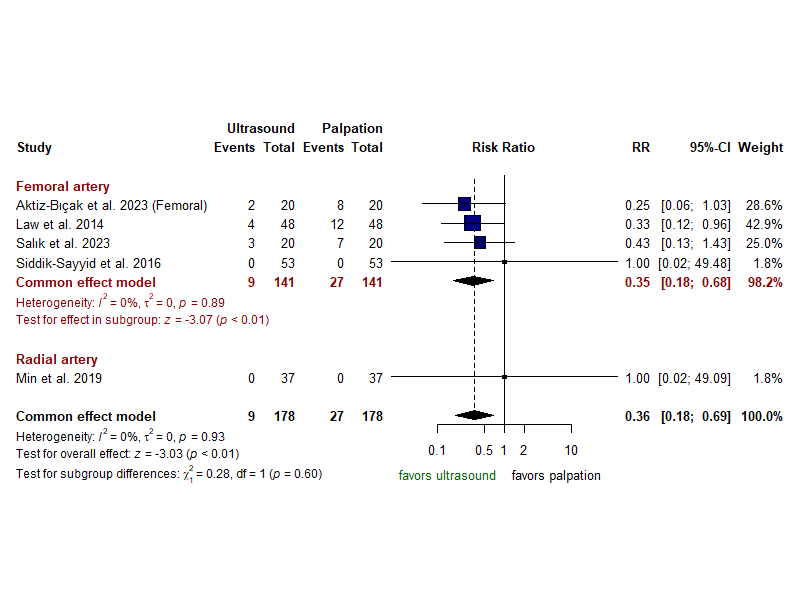 Ultrasound Palpation
Study Events Total Events Total Risk Ratio RR 95%-CI Weight
Femoral artery
Aktiz-Bıçak et al. 2023 (Femoral) 2 20 8 20 0.25 [0.06; 1.03] 28.6%
Law et al. 2014 4 48 12 48 0.33 [0.12; 0.96] 42.9%
Salık et al. 2023 3 20 7 20 0.43 [0.13; 1.43] 25.0%
Siddik-Sayyid et al. 2016 0 53 0 53 1.00 [0.02; 49.48] 1.8%
Common effect model 9 141 27 141 0.35 [0.18; 0.68] 98.2%
Heterogeneity: I² = 0%, τ² = 0, p = 0.89
Test for effect in subgroup: z = -3.07 (p < 0.01)
Radial artery
Min et al. 2019 0 37 0 37 1.00 [0.02; 49.09] 1.8%
Common effect model 9 178 27 178 0.36 [0.18; 0.69] 100.0%
Heterogeneity: I² = 0%, τ² = 0, p = 0.93
Test for overall effect: z = -3.03 (p < 0.01)
0.1 0.5 1 2 10
Test for subgroup differences: χ²₁ = 0.28, df = 1 (p = 0.60)
favors ultrasound favors palpation